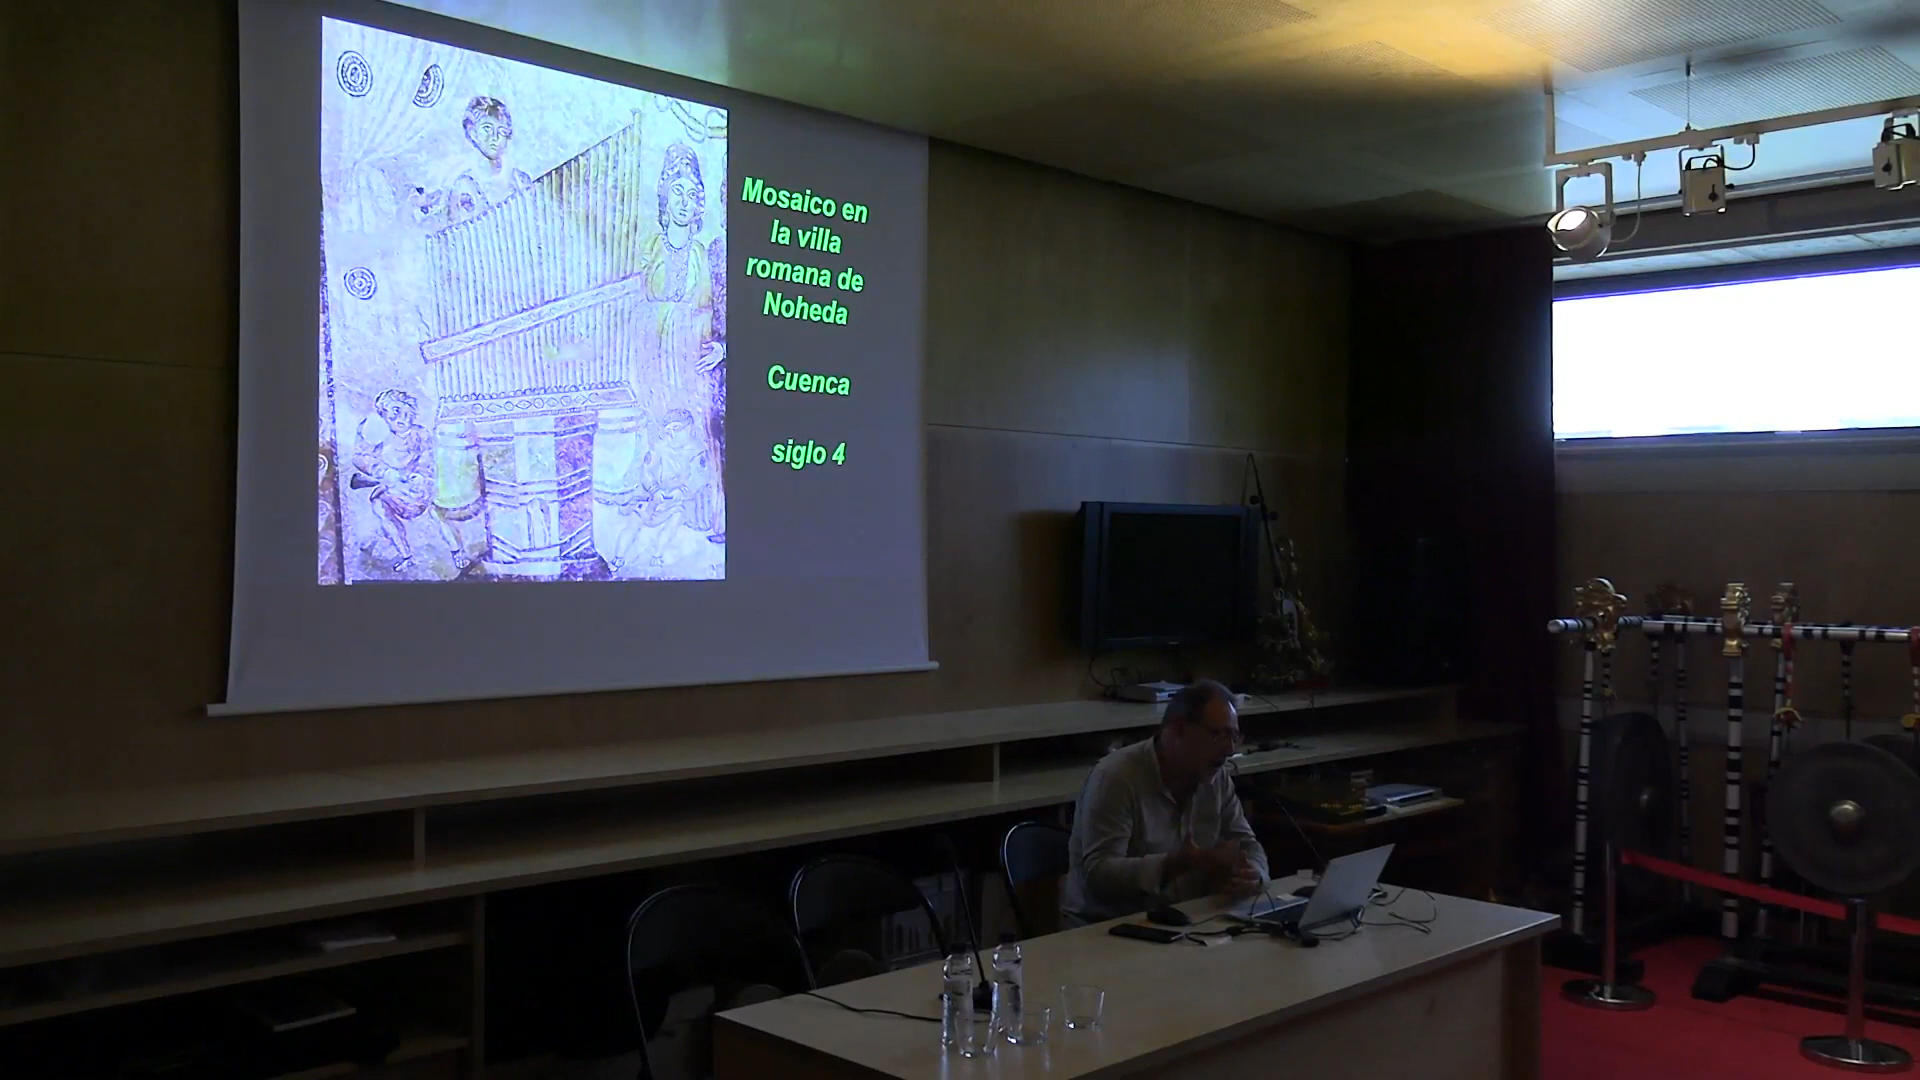 Mosaico en
la villa
romana de
Noheda
Cuenca
siglo 4